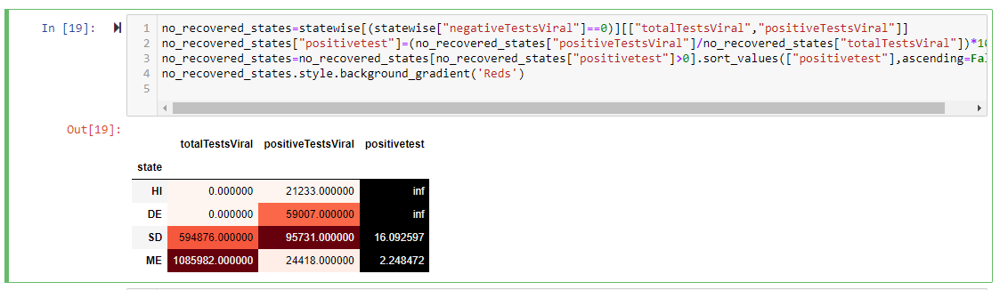 In [19]:
1 no_recovered_states=statewise[(statewise["negativeTestsViral"]==0)][["totalTestsViral","positiveTestsViral"]]
2 no_recovered_states["positivetest"]=(no_recovered_states["positiveTestsViral"]/no_recovered_states["totalTestsViral"])*10
3 no_recovered_states=no_recovered_states[no_recovered_states["positivetest"]>0].sort_values(["positivetest"],ascending=Fal
4 no_recovered_states.style.background_gradient('Reds')
5
Out[19]:
totalTestsViral positiveTestsViral positivetest
state
HI 0.000000 21233.000000 inf
DE 0.000000 59007.000000 inf
SD 594876.000000 95731.000000 16.092597
ME 1085982.000000 24418.000000 2.248472